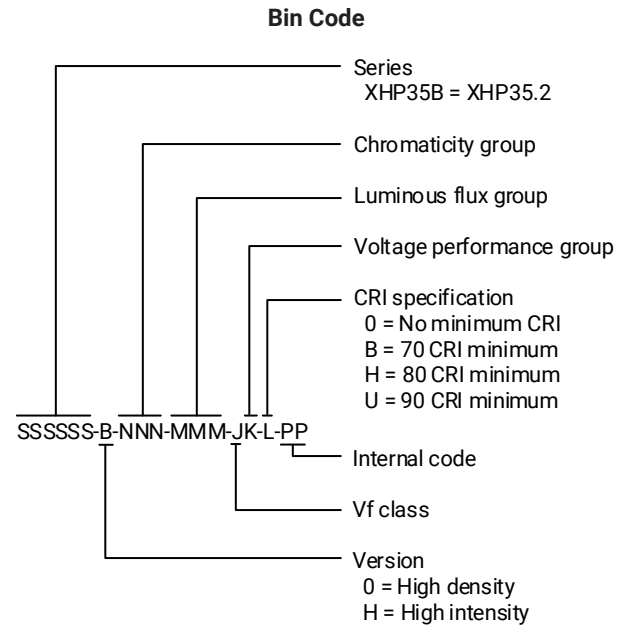 Bin Code
Series
XHP35B = XHP35.2
Chromaticity group
Luminous flux group
Voltage performance group
CRI specification
0 = No minimum CRI
B = 70 CRI minimum
H = 80 CRI minimum
U = 90 CRI minimum
SSSSSS-B-NNN-MMM-JK-L-PP
Internal code
Vf class
Version
0 = High density
H = High intensity